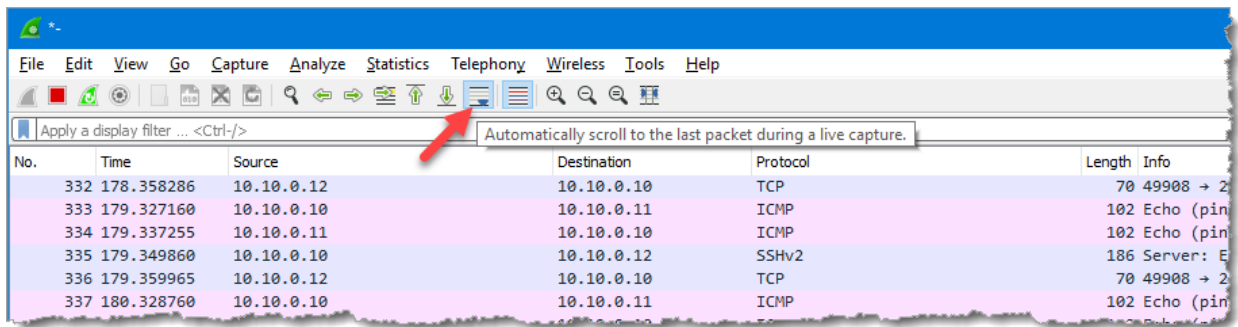 *-
File Edit View Go Capture Analyze Statistics Telephony Wireless Tools Help
Apply a display filter ... <Ctrl-/>
Automatically scroll to the last packet during a live capture.
No. Time Source Destination Protocol Length Info
332 178.358286 10.10.0.12 10.10.0.10 TCP 70 49908 → 2
333 179.327160 10.10.0.10 10.10.0.11 ICMP 102 Echo (pin
334 179.337255 10.10.0.11 10.10.0.10 ICMP 102 Echo (pin
335 179.349860 10.10.0.10 10.10.0.12 SSHv2 186 Server: E
336 179.359965 10.10.0.12 10.10.0.10 TCP 70 49908 → 2
337 180.328760 10.10.0.10 10.10.0.11 ICMP 102 Echo (pin